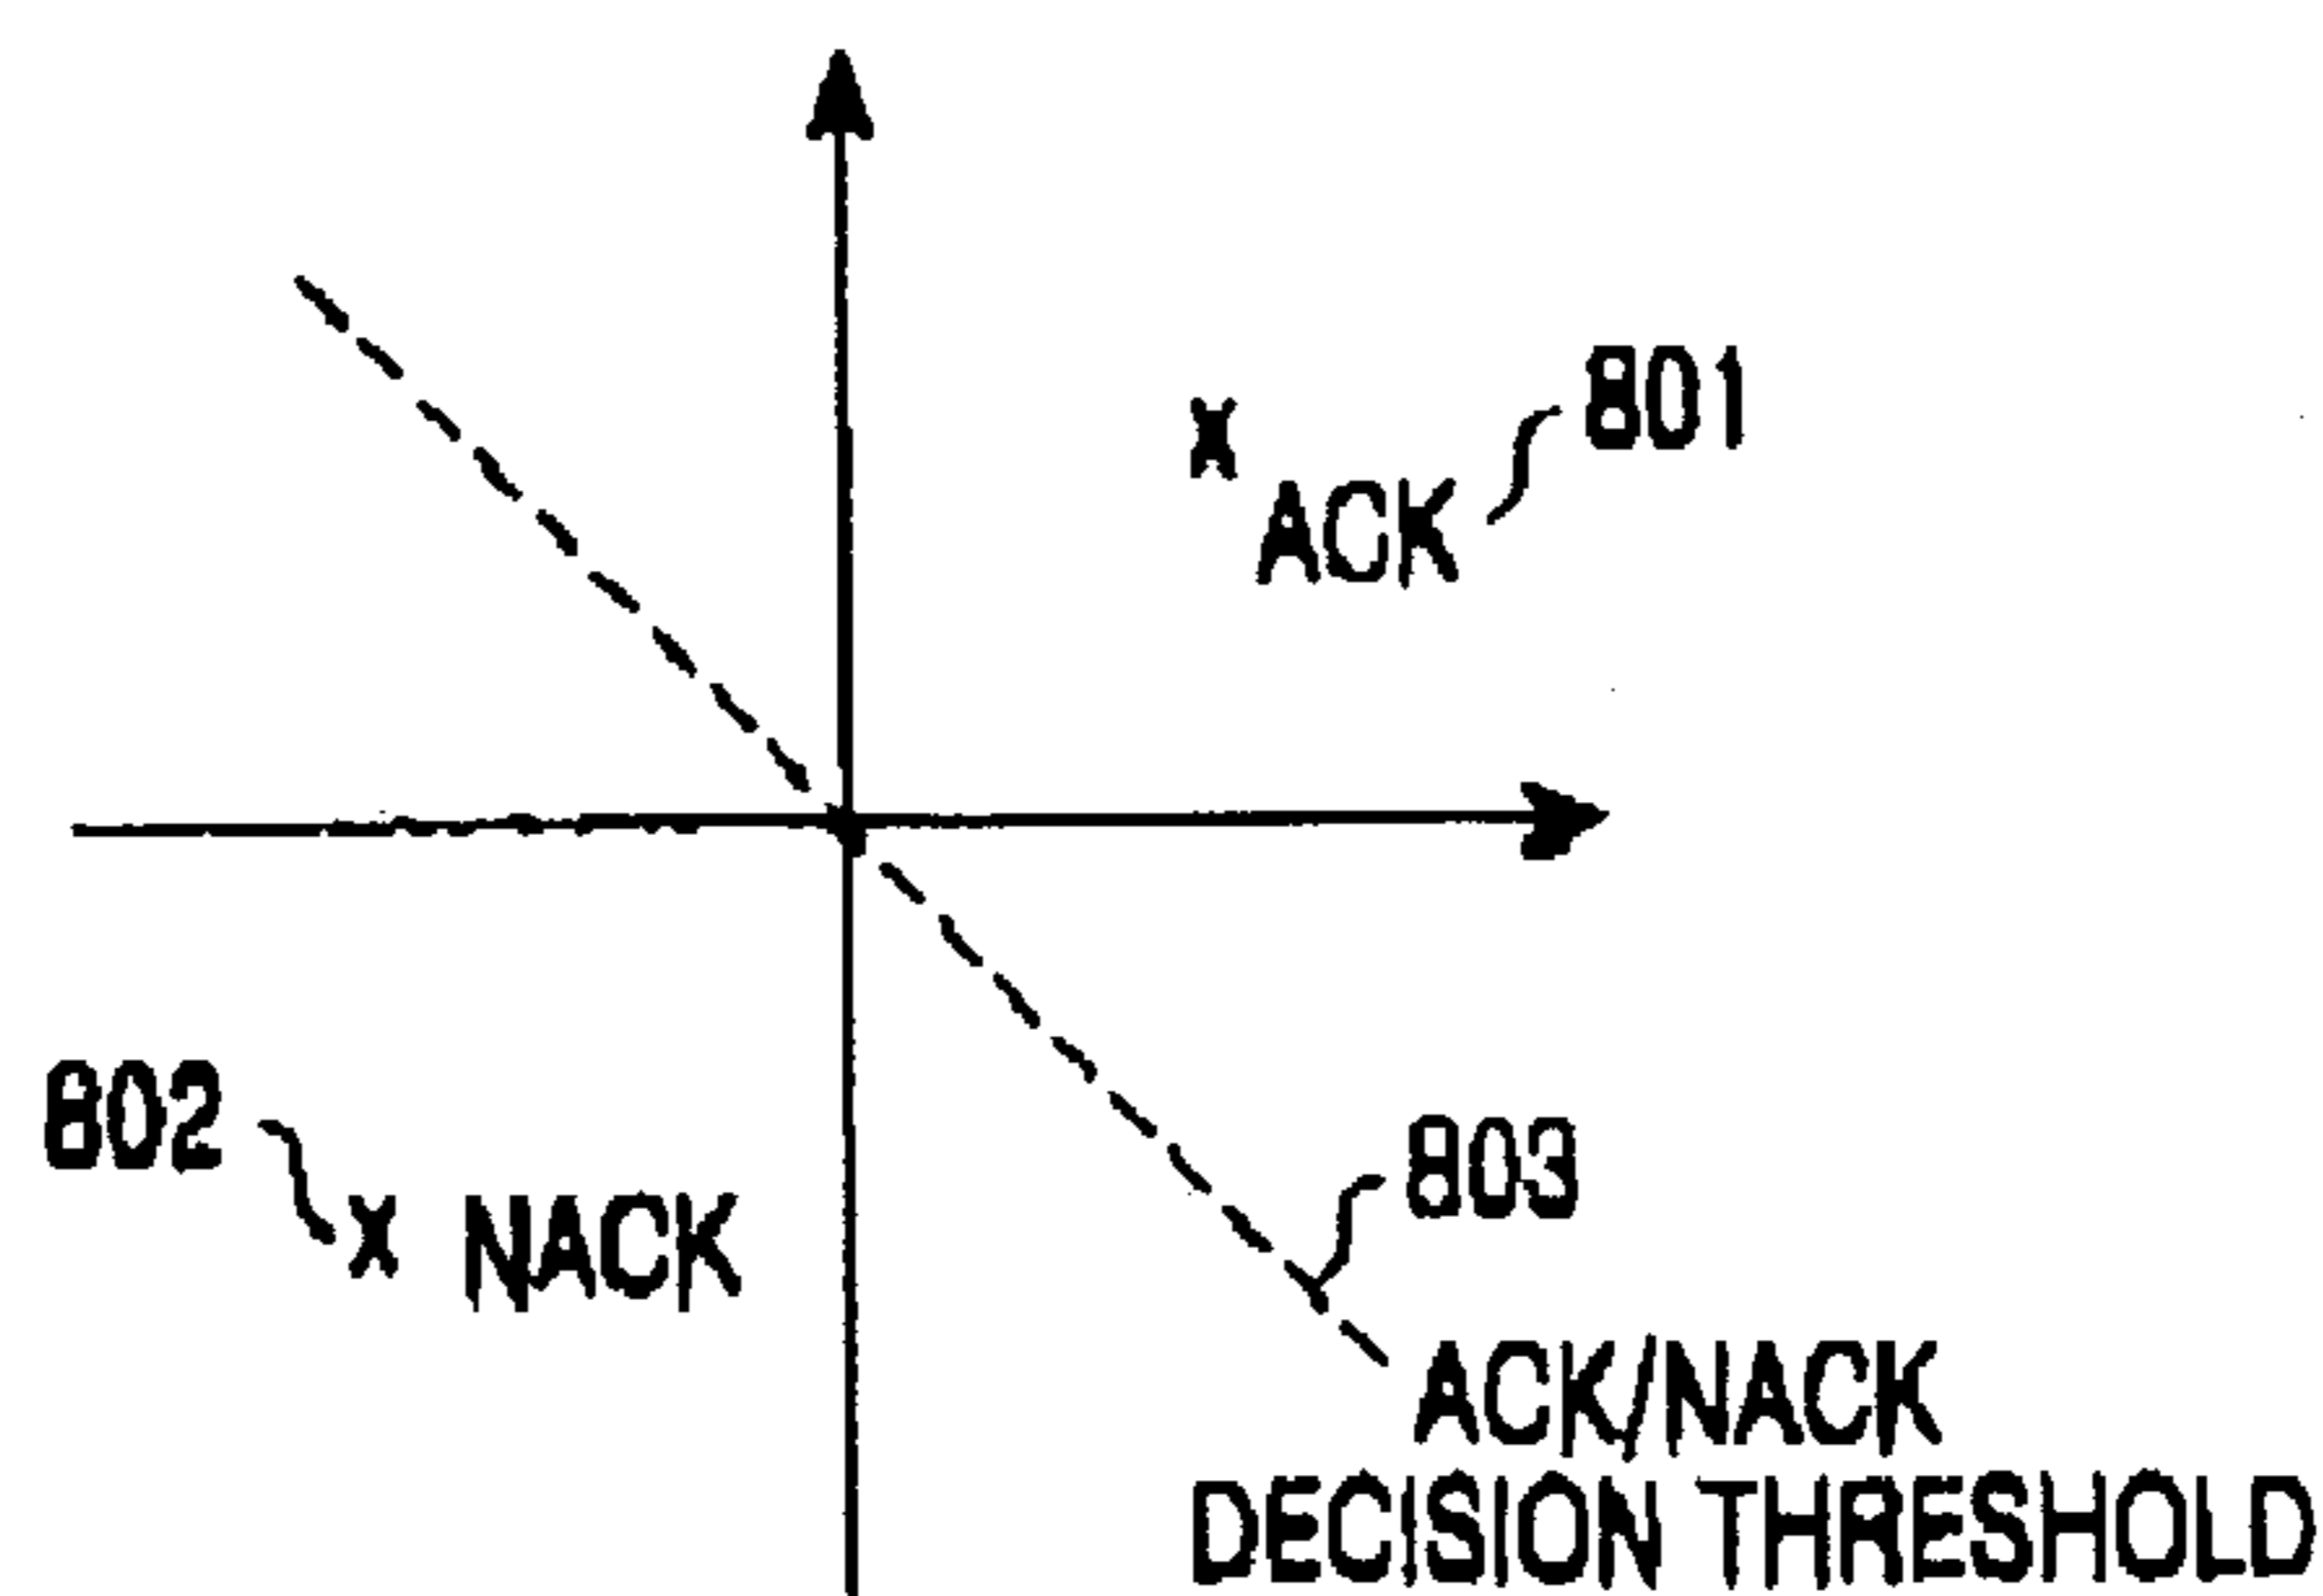 801
x
ACK
802
x NACK
803
ACK/NACK
DECISION THRESHOLD